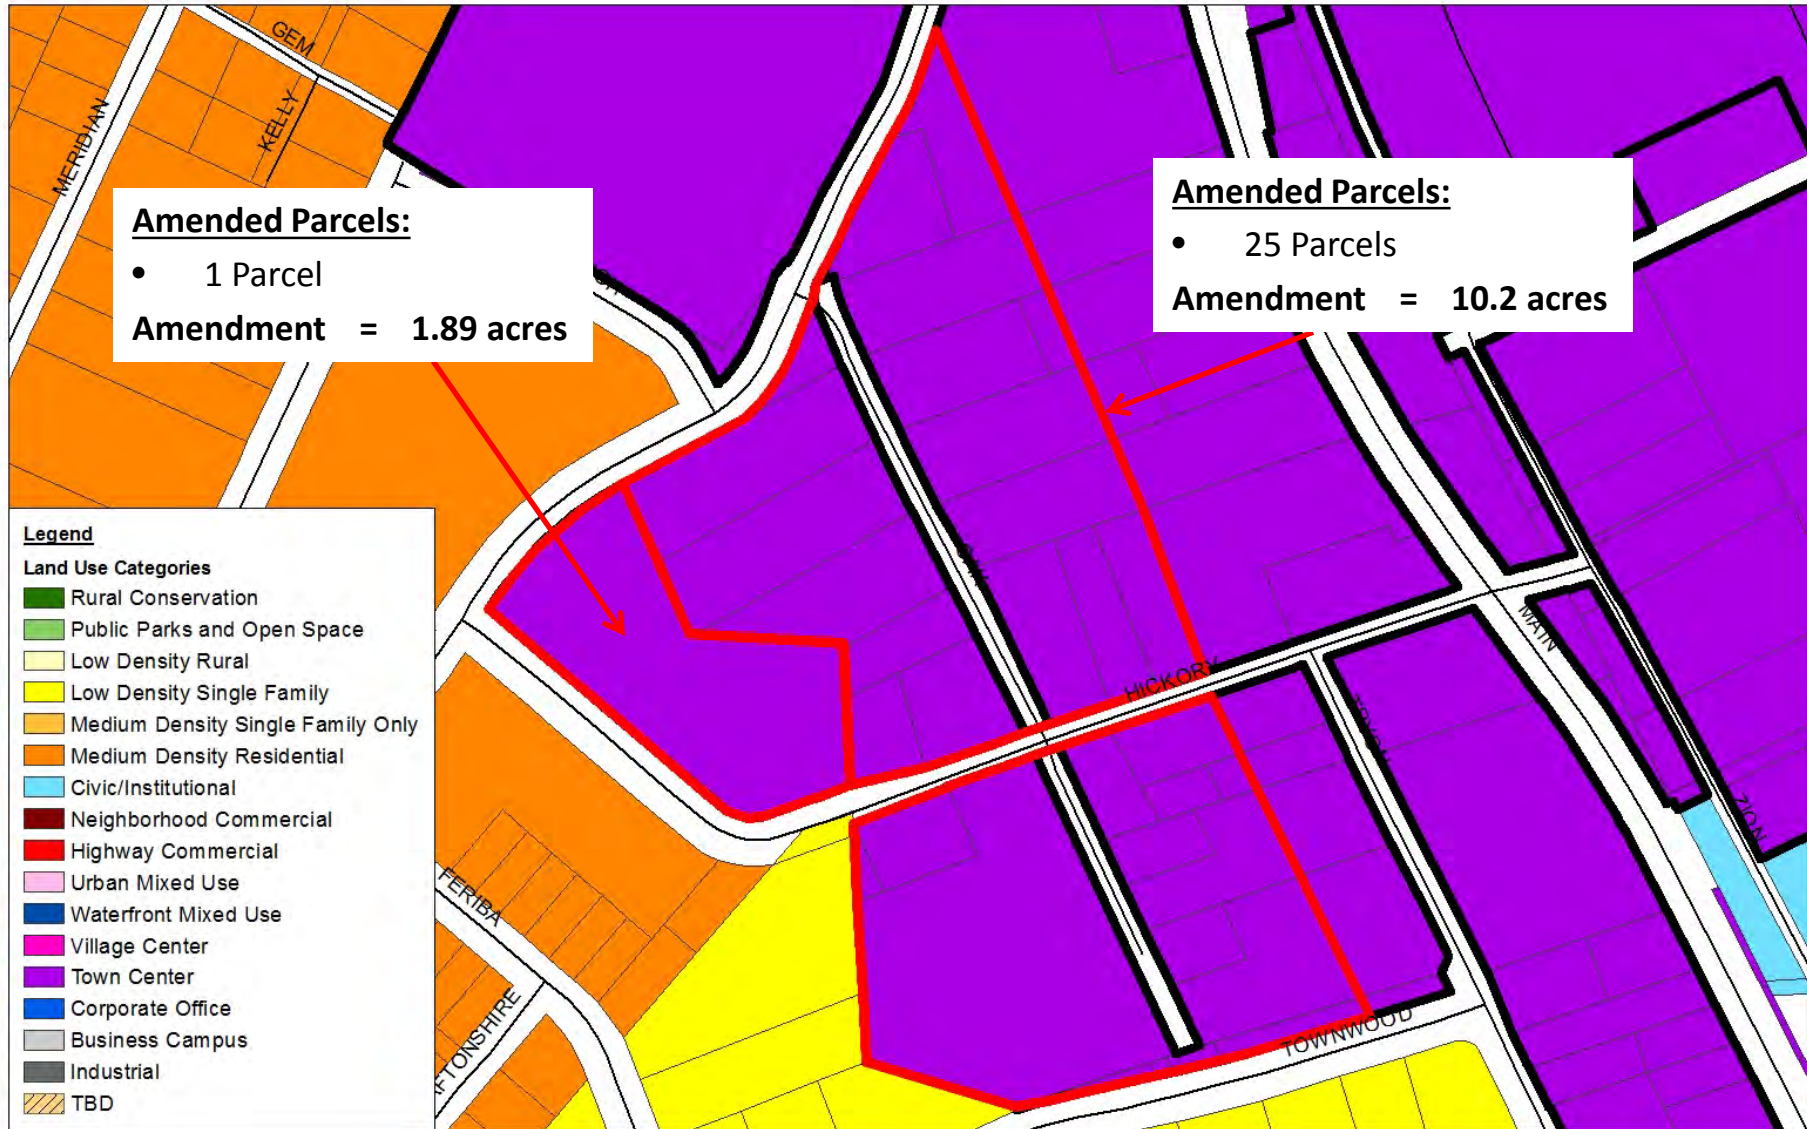 GEM
KELLY
MERIDIAN
Amended Parcels:
• 1 Parcel
Amendment = 1.89 acres
Amended Parcels:
• 25 Parcels
Amendment = 10.2 acres
HICKORY
MAIN
ZION
TOWNWOOD
FERIBA
Legend
Land Use Categories
Rural Conservation
Public Parks and Open Space
Low Density Rural
Low Density Single Family
Medium Density Single Family Only
Medium Density Residential
Civic/Institutional
Neighborhood Commercial
Highway Commercial
Urban Mixed Use
Waterfront Mixed Use
Village Center
Town Center
Corporate Office
Business Campus
Industrial
TBD